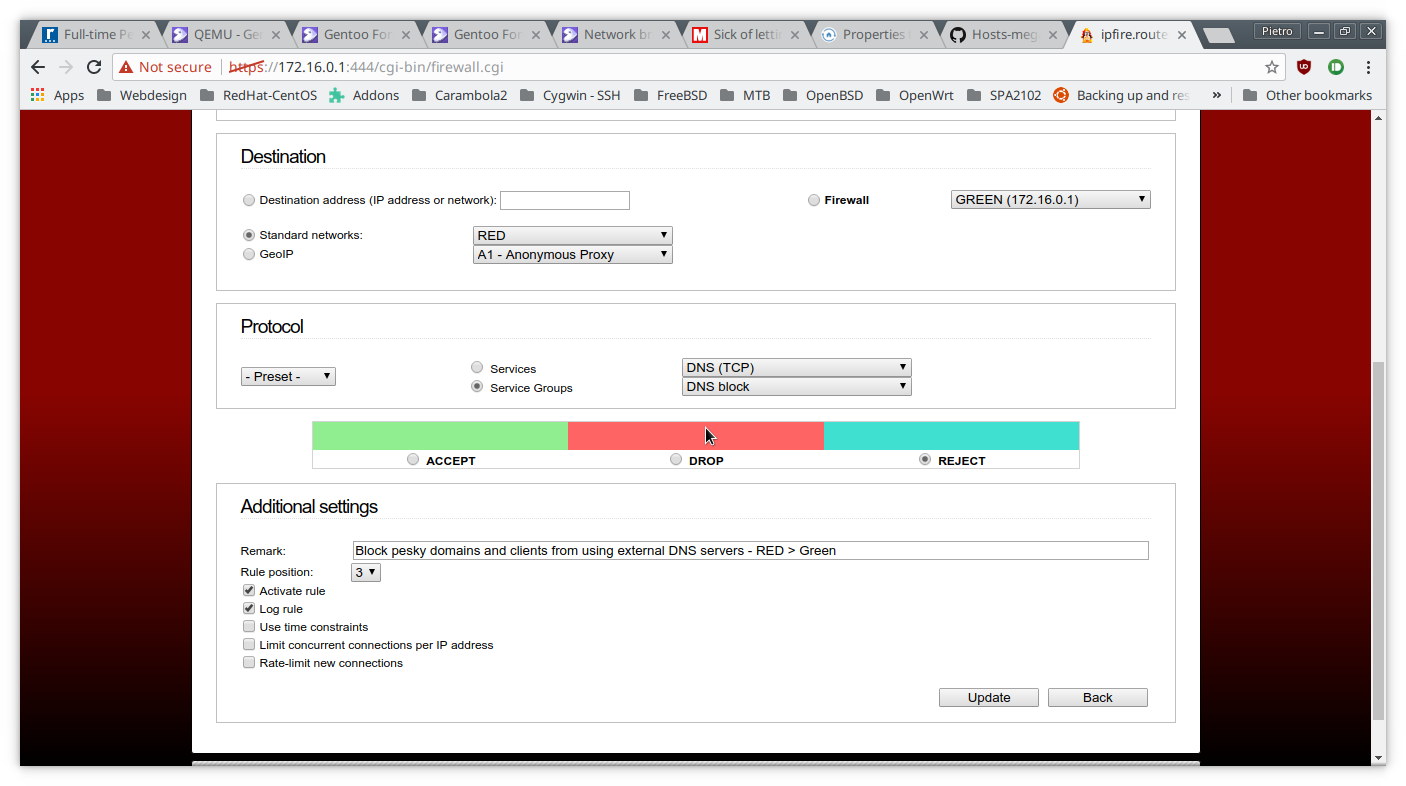 Full-time Pe
QEMU - Ge
Gentoo For
Gentoo For
Network br
Sick of letti
Properties
Hosts-meg
ipfire.route
Pietro
Not secure https://172.16.0.1:444/cgi-bin/firewall.cgi
Apps Webdesign RedHat-CentOS Addons Carambola2 Cygwin - SSH FreeBSD MTB OpenBSD OpenWrt SPA2102 Backing up and res » Other bookmarks
Destination
Destination address (IP address or network): Firewall GREEN (172.16.0.1)
Standard networks: RED
GeoIP A1 - Anonymous Proxy
Protocol
- Preset - Services DNS (TCP)
Service Groups DNS block
ACCEPT DROP REJECT
Additional settings
Remark: Block pesky domains and clients from using external DNS servers - RED > Green
Rule position: 3
Activate rule
Log rule
Use time constraints
Limit concurrent connections per IP address
Rate-limit new connections
Update Back